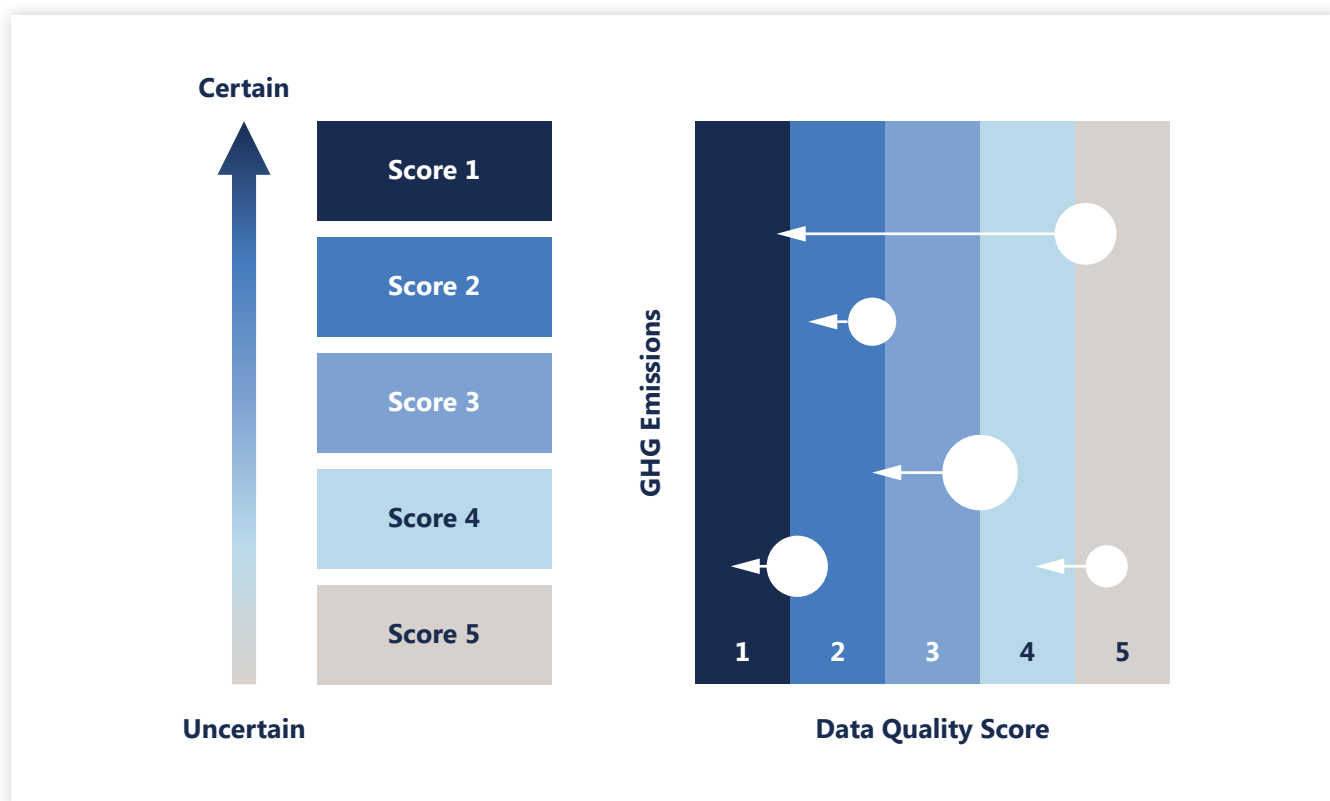 Certain
Score 1
Score 2
Score 3
Score 4
Score 5
Uncertain
GHG Emissions
1 2 3 4 5
Data Quality Score